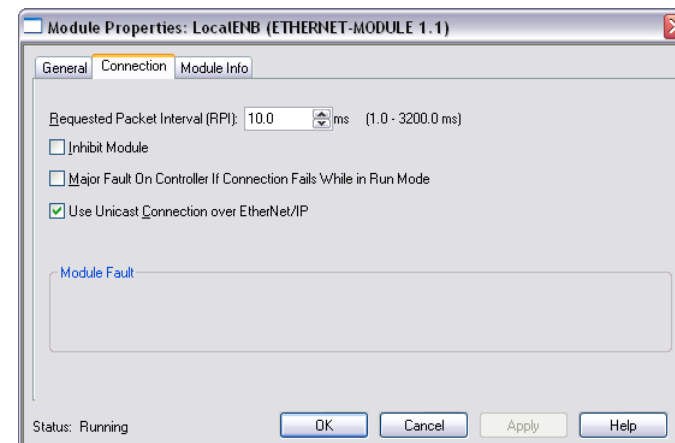 Module Properties: LocalENB (ETHERNET-MODULE 1.1)
General Connection Module Info
Requested Packet Interval (RPI): 10.0 ms (1.0 - 3200.0 ms)
Inhibit Module
Major Fault On Controller If Connection Fails While in Run Mode
Use Unicast Connection over EtherNet/IP
Module Fault
Status: Running OK Cancel Apply Help